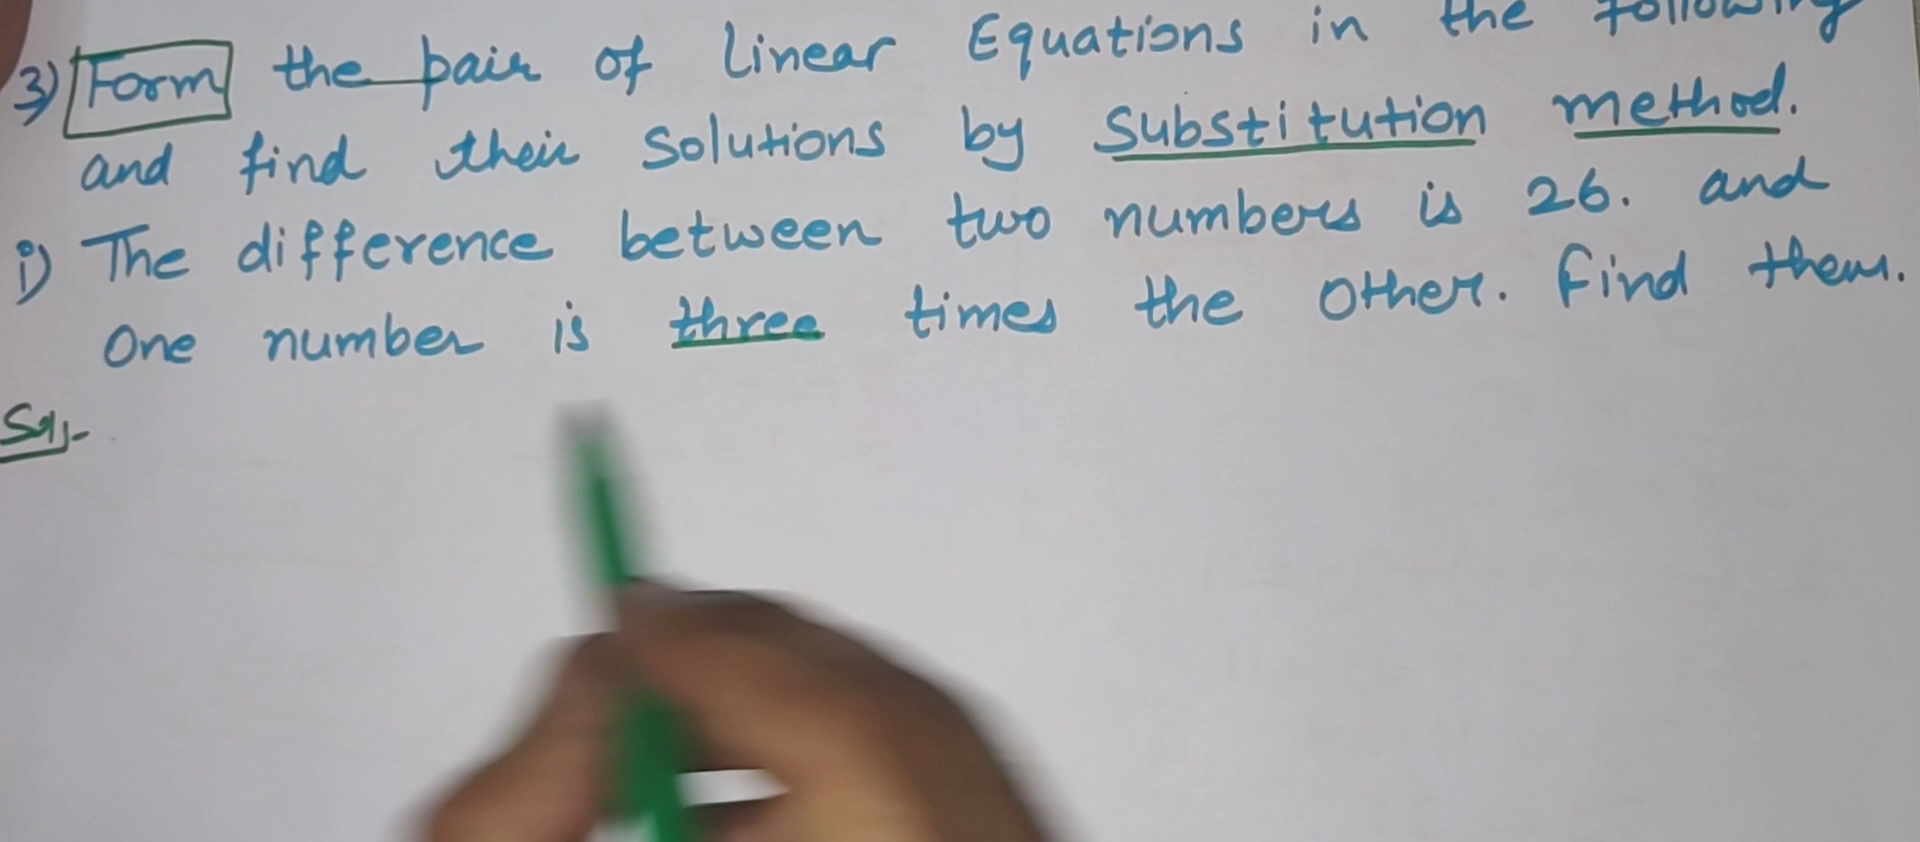 3) Form the pair of Linear Equations in the following
and find their solutions by substitution method.
i) The difference between two numbers is 26. and
One number is three times the other. Find them.
Sol:-